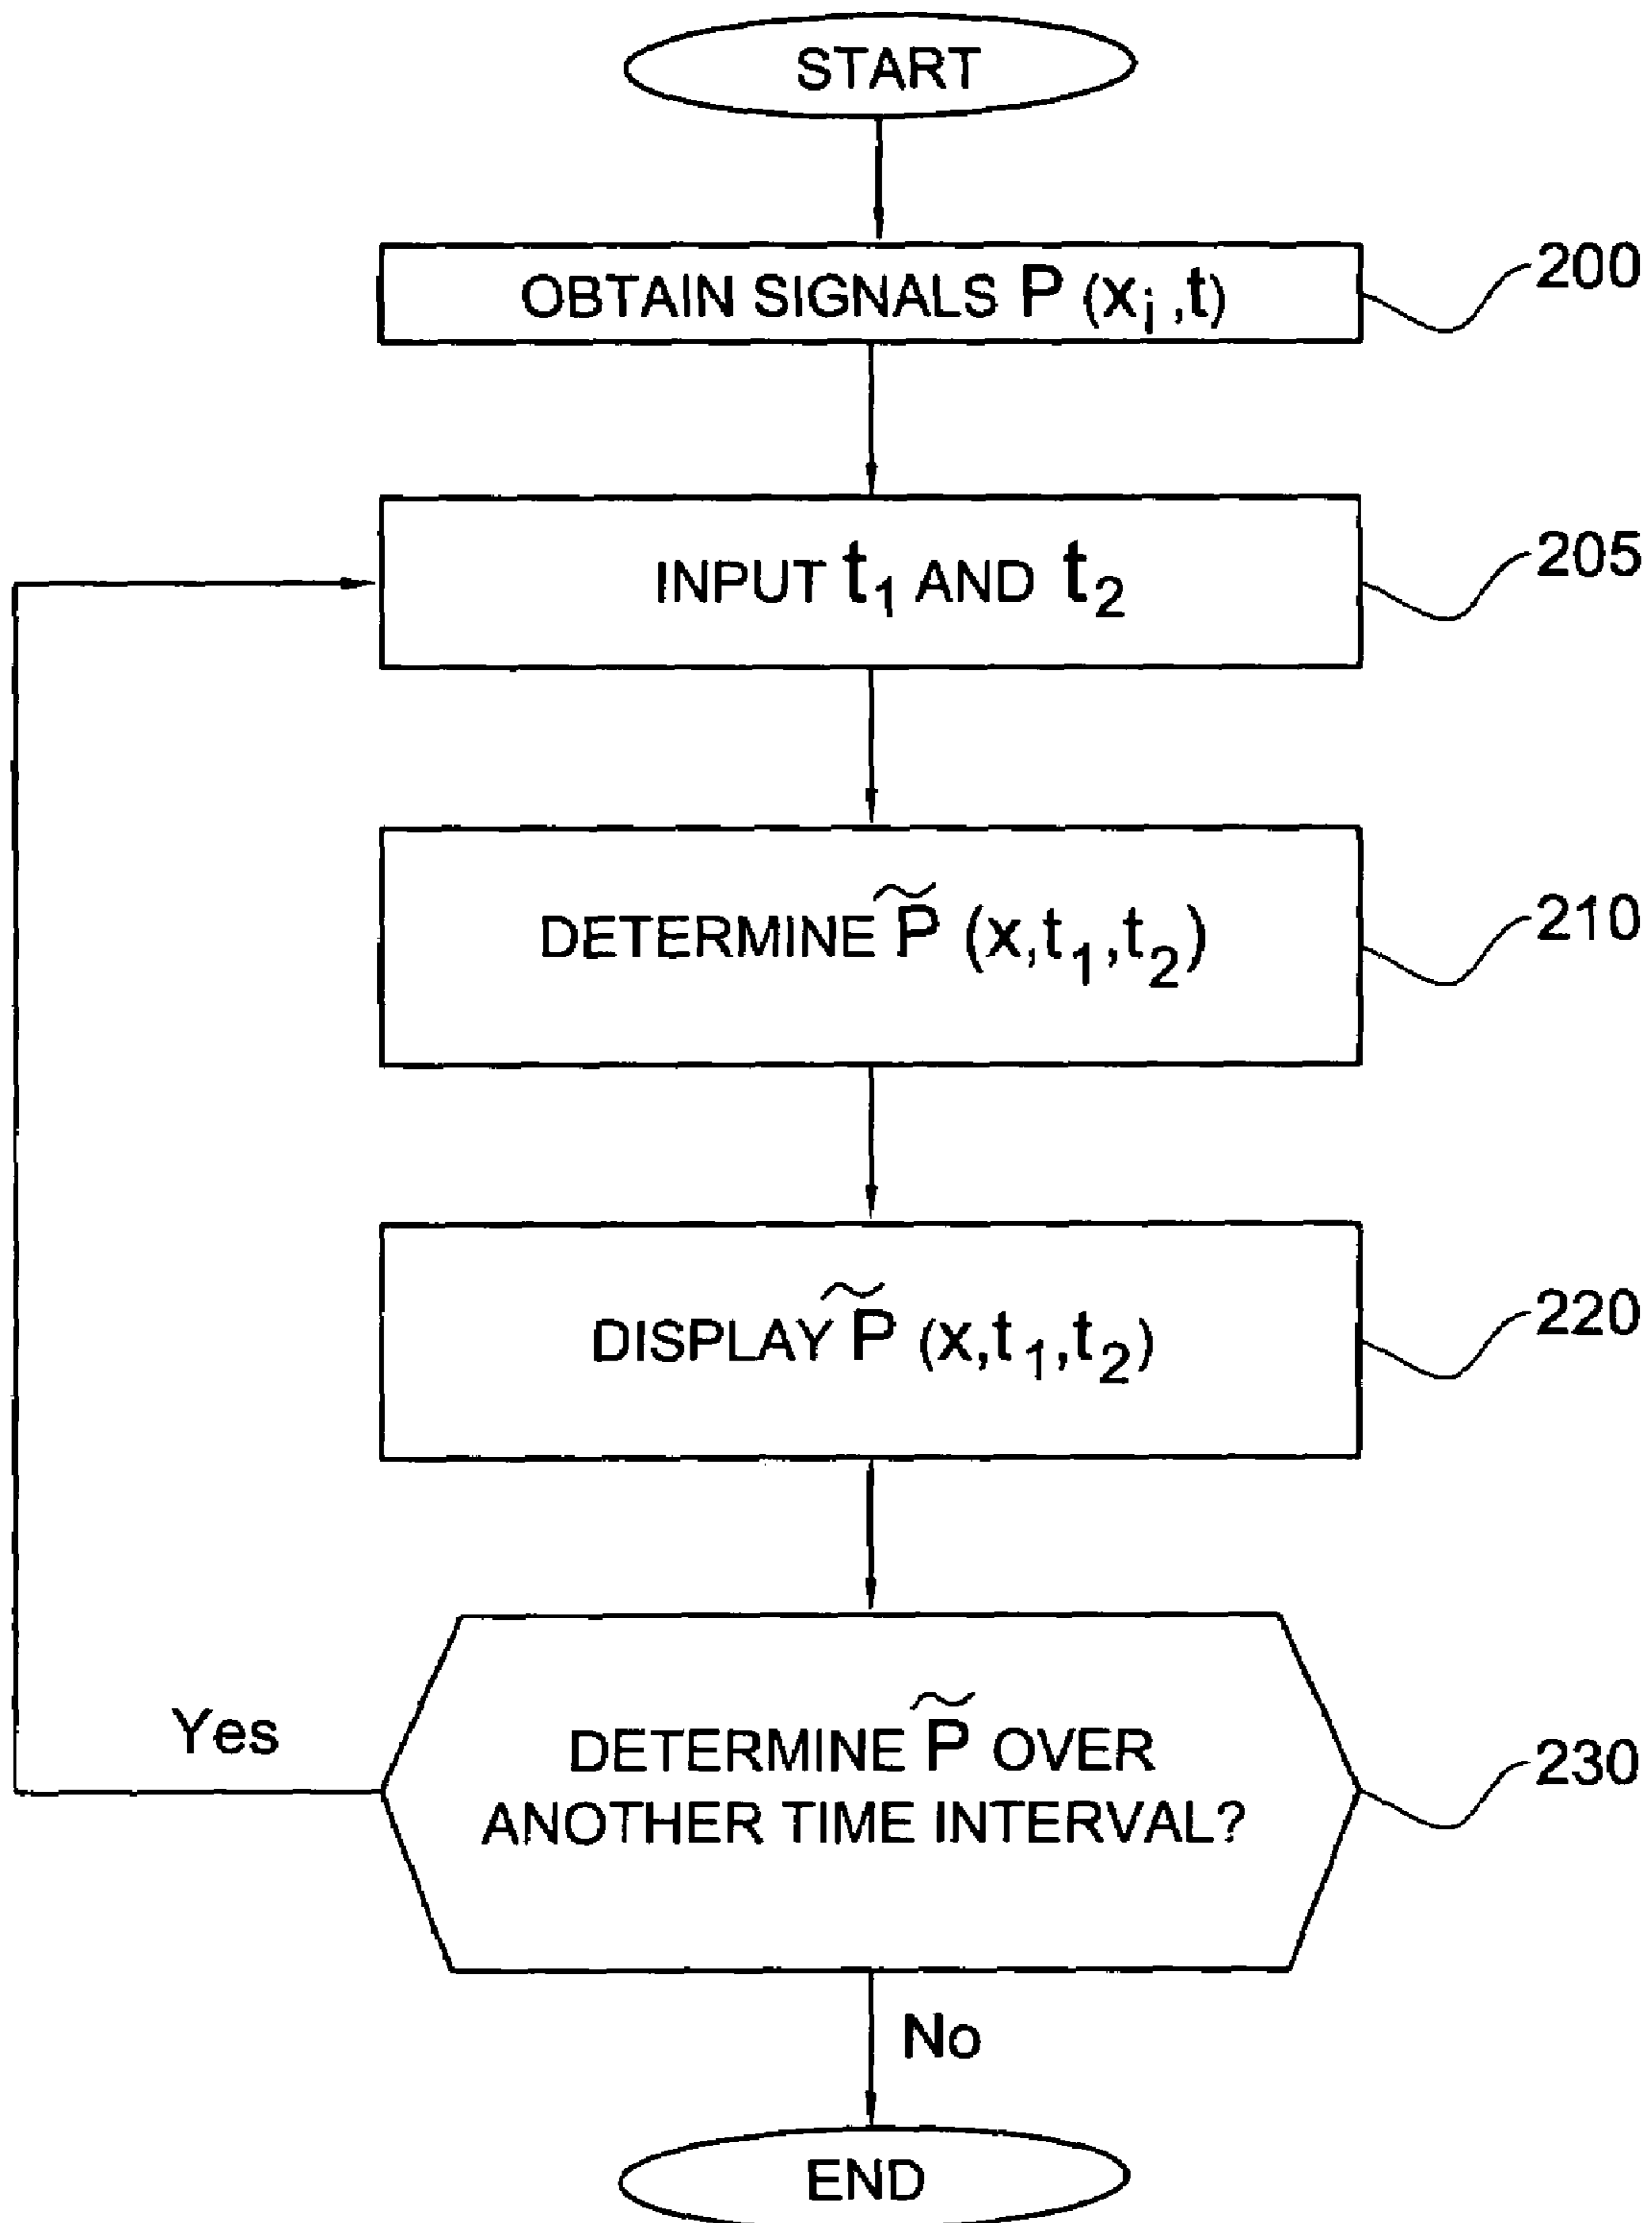 START
OBTAIN SIGNALS P (xᵢ ,t)
200
INPUT t₁ AND t₂
205
DETERMINE P̃ (x,t₁,t₂)
210
DISPLAY P̃ (x,t₁,t₂)
220
Yes
DETERMINE P̃ OVER
ANOTHER TIME INTERVAL?
230
No
END